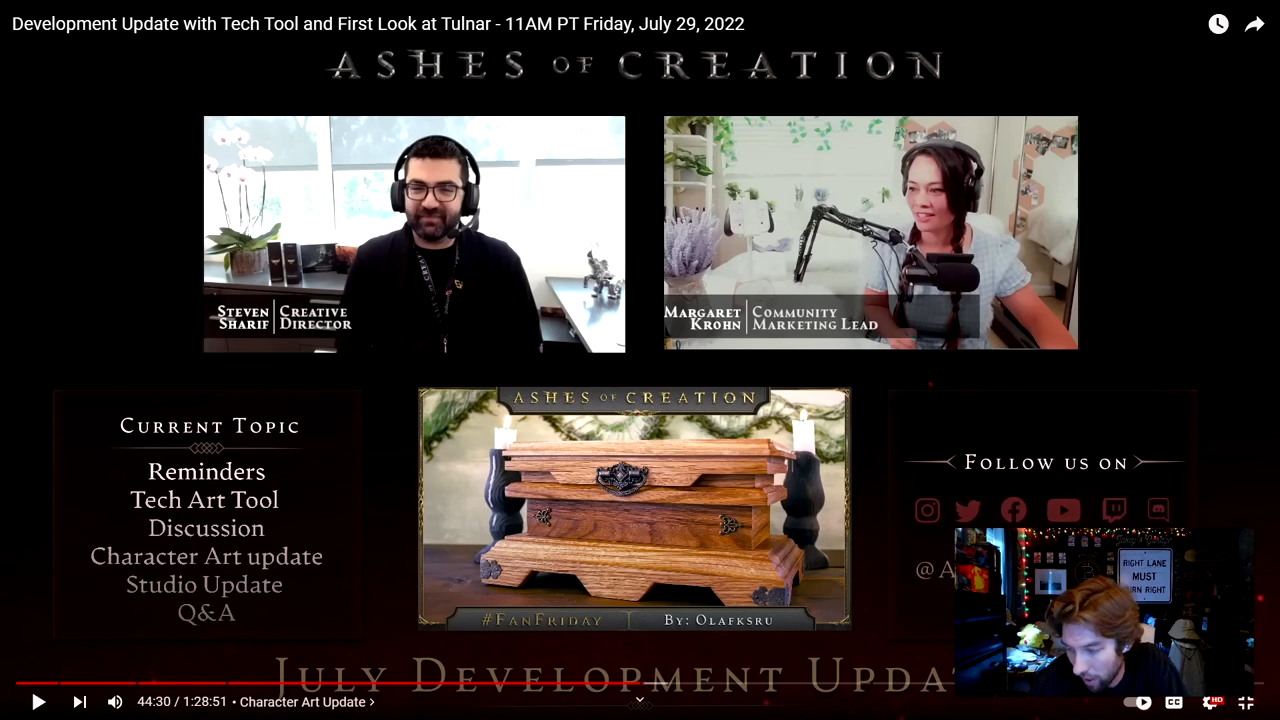 Development Update with Tech Tool and First Look at Tulnar - 11AM PT Friday, July 29, 2022
ASHES OF CREATION
STEVEN SHARIF
CREATIVE DIRECTOR
MARGARET KROHN
COMMUNITY MARKETING LEAD
CURRENT TOPIC
Reminders
Tech Art Tool
Discussion
Character Art update
Studio Update
Q&A
ASHES OF CREATION
#FANFRIDAY
BY: OLAFKSRU
FOLLOW US ON
@A
RIGHT LANE
MUST
TURN RIGHT
JULY DEVELOPMENT UPDA
44:30 / 1:28:51 • Character Art Update >
CC
HD